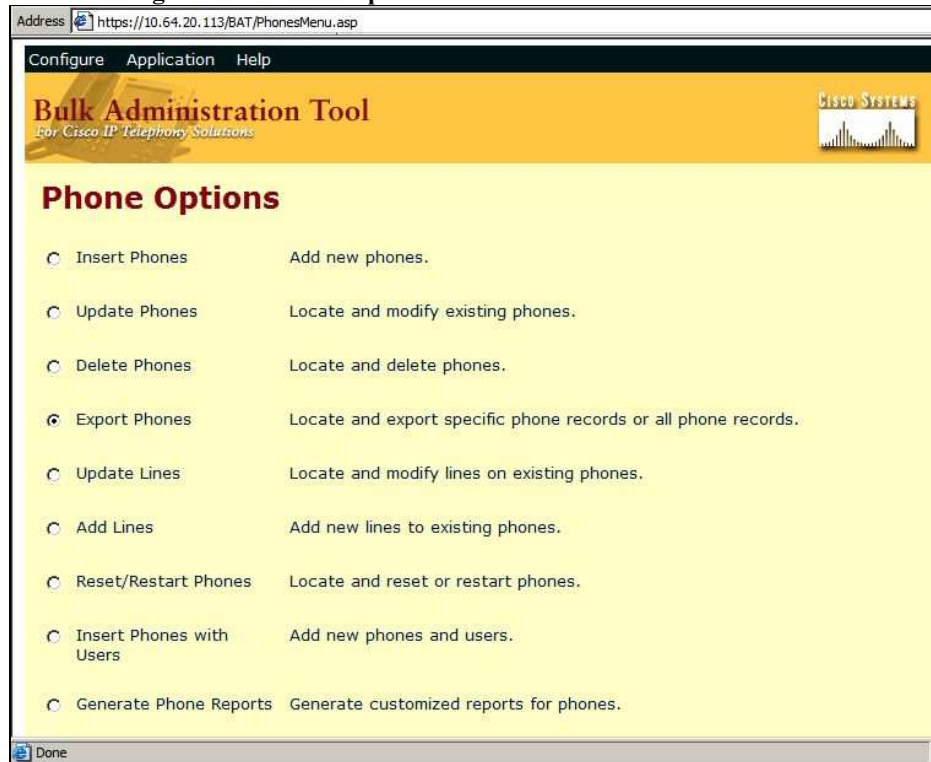 Address https://10.64.20.113/BAT/PhonesMenu.asp
Configure Application Help
Bulk Administration Tool
For Cisco IP Telephony Solutions
CISCO SYSTEMS
Phone Options
Insert Phones Add new phones.
Update Phones Locate and modify existing phones.
Delete Phones Locate and delete phones.
Export Phones Locate and export specific phone records or all phone records.
Update Lines Locate and modify lines on existing phones.
Add Lines Add new lines to existing phones.
Reset/Restart Phones Locate and reset or restart phones.
Insert Phones with Add new phones and users.
Users
Generate Phone Reports Generate customized reports for phones.
Done